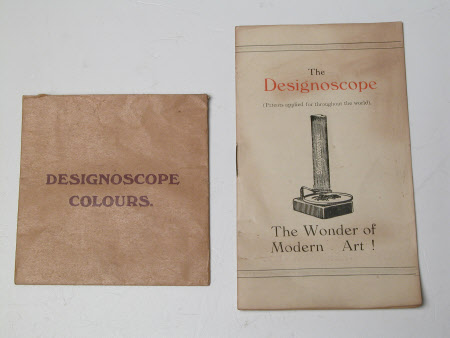 DESIGNOSCOPE
COLOURS.
The
Designoscope
(Patents applied for throughout the world).
The Wonder of
Modern Art !